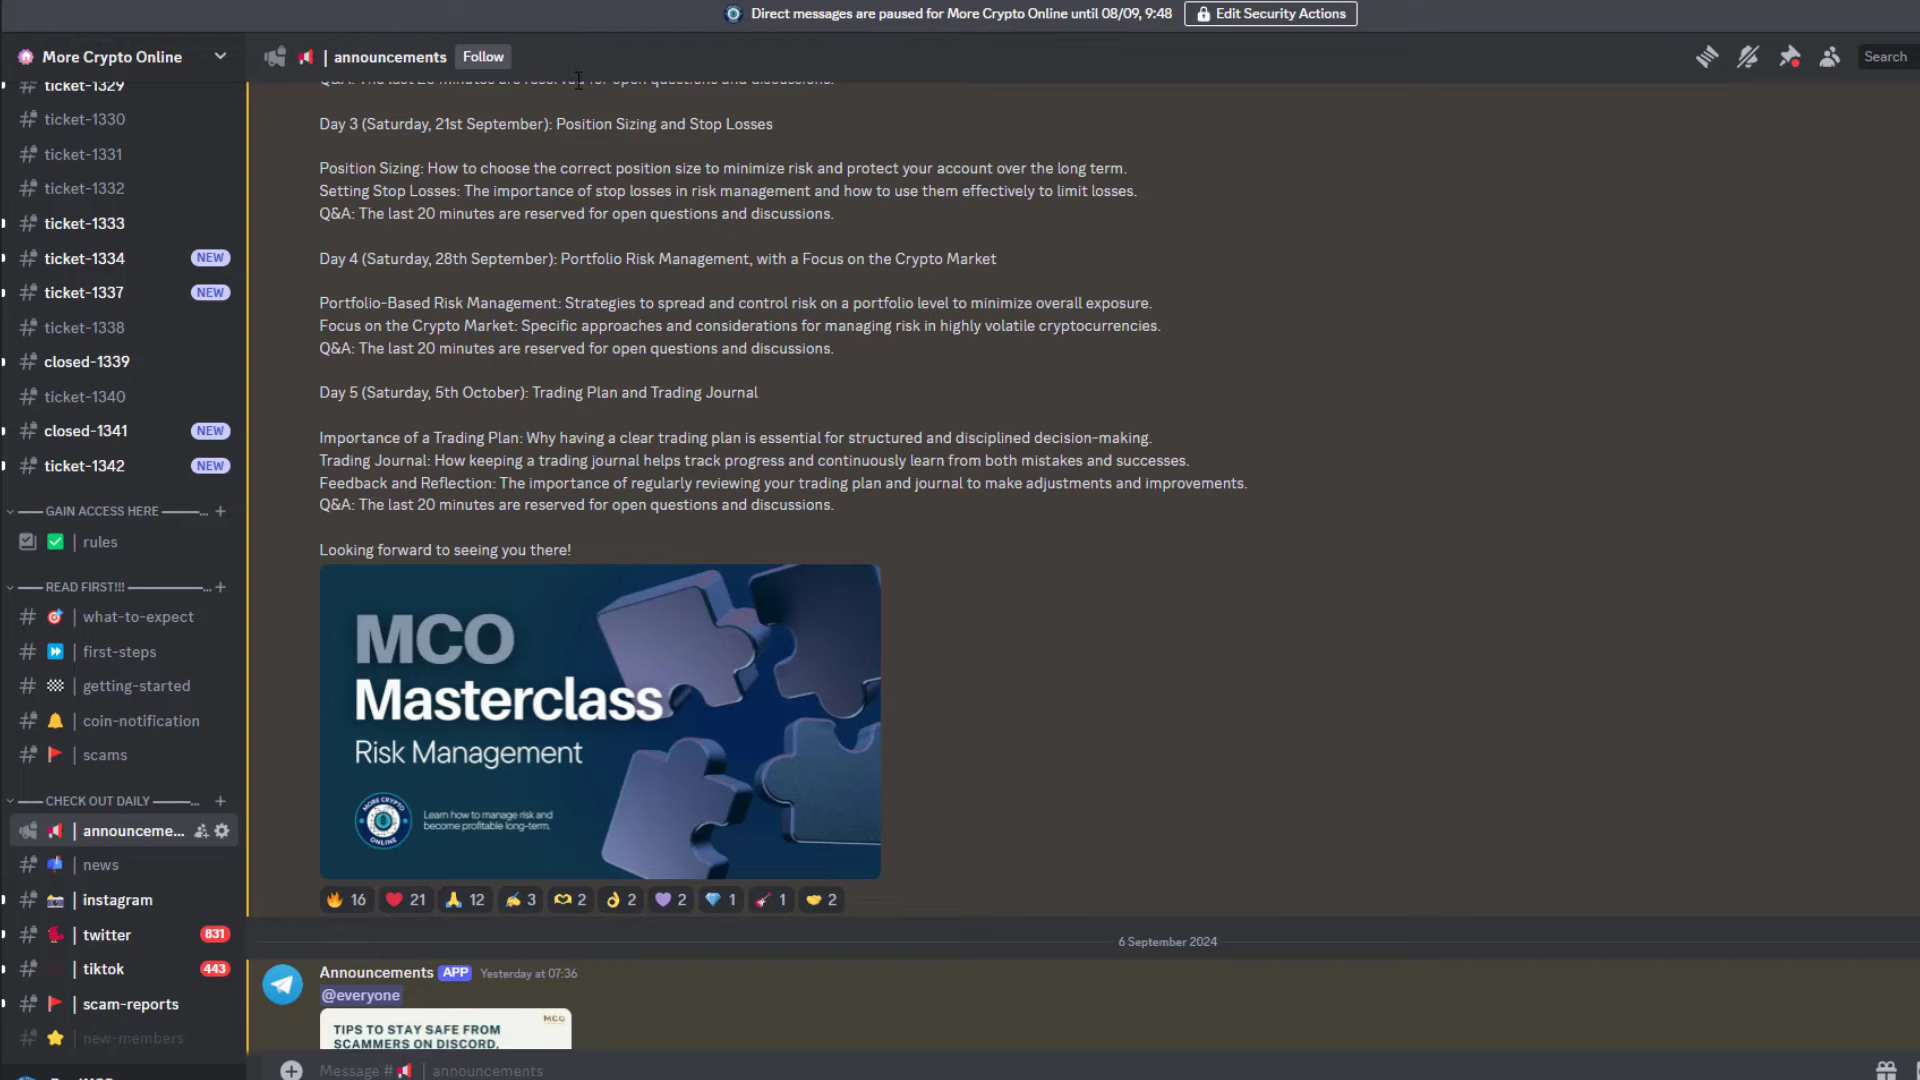 Direct messages are paused for More Crypto Online until 08/09, 9:48
Edit Security Actions
More Crypto Online
| announcements
Follow
Search
ticket-1329
ticket-1330
ticket-1331
ticket-1332
ticket-1333
ticket-1334 NEW
ticket-1337 NEW
ticket-1338
closed-1339
ticket-1340
closed-1341 NEW
ticket-1342 NEW
GAIN ACCESS HERE
| rules
READ FIRST!!!
| what-to-expect
| first-steps
| getting-started
| coin-notification
| scams
CHECK OUT DAILY
| announceme...
| news
| instagram
| twitter 831
| tiktok 443
| scam-reports
| new-members
Q&A: The last 20 minutes are reserved for open questions and discussions.
Day 3 (Saturday, 21st September): Position Sizing and Stop Losses
Position Sizing: How to choose the correct position size to minimize risk and protect your account over the long term.
Setting Stop Losses: The importance of stop losses in risk management and how to use them effectively to limit losses.
Q&A: The last 20 minutes are reserved for open questions and discussions.
Day 4 (Saturday, 28th September): Portfolio Risk Management, with a Focus on the Crypto Market
Portfolio-Based Risk Management: Strategies to spread and control risk on a portfolio level to minimize overall exposure.
Focus on the Crypto Market: Specific approaches and considerations for managing risk in highly volatile cryptocurrencies.
Q&A: The last 20 minutes are reserved for open questions and discussions.
Day 5 (Saturday, 5th October): Trading Plan and Trading Journal
Importance of a Trading Plan: Why having a clear trading plan is essential for structured and disciplined decision-making.
Trading Journal: How keeping a trading journal helps track progress and continuously learn from both mistakes and successes.
Feedback and Reflection: The importance of regularly reviewing your trading plan and journal to make adjustments and improvements.
Q&A: The last 20 minutes are reserved for open questions and discussions.
Looking forward to seeing you there!
MCO
Masterclass
Risk Management
MORE CRYPTO
ONLINE
Learn how to manage risk and
become profitable long-term.
16 21 12 3 2 2 2 1 1 2
6 September 2024
Announcements APP Yesterday at 07:36
@everyone
MCO
TIPS TO STAY SAFE FROM
SCAMMERS ON DISCORD.
Message # | announcements